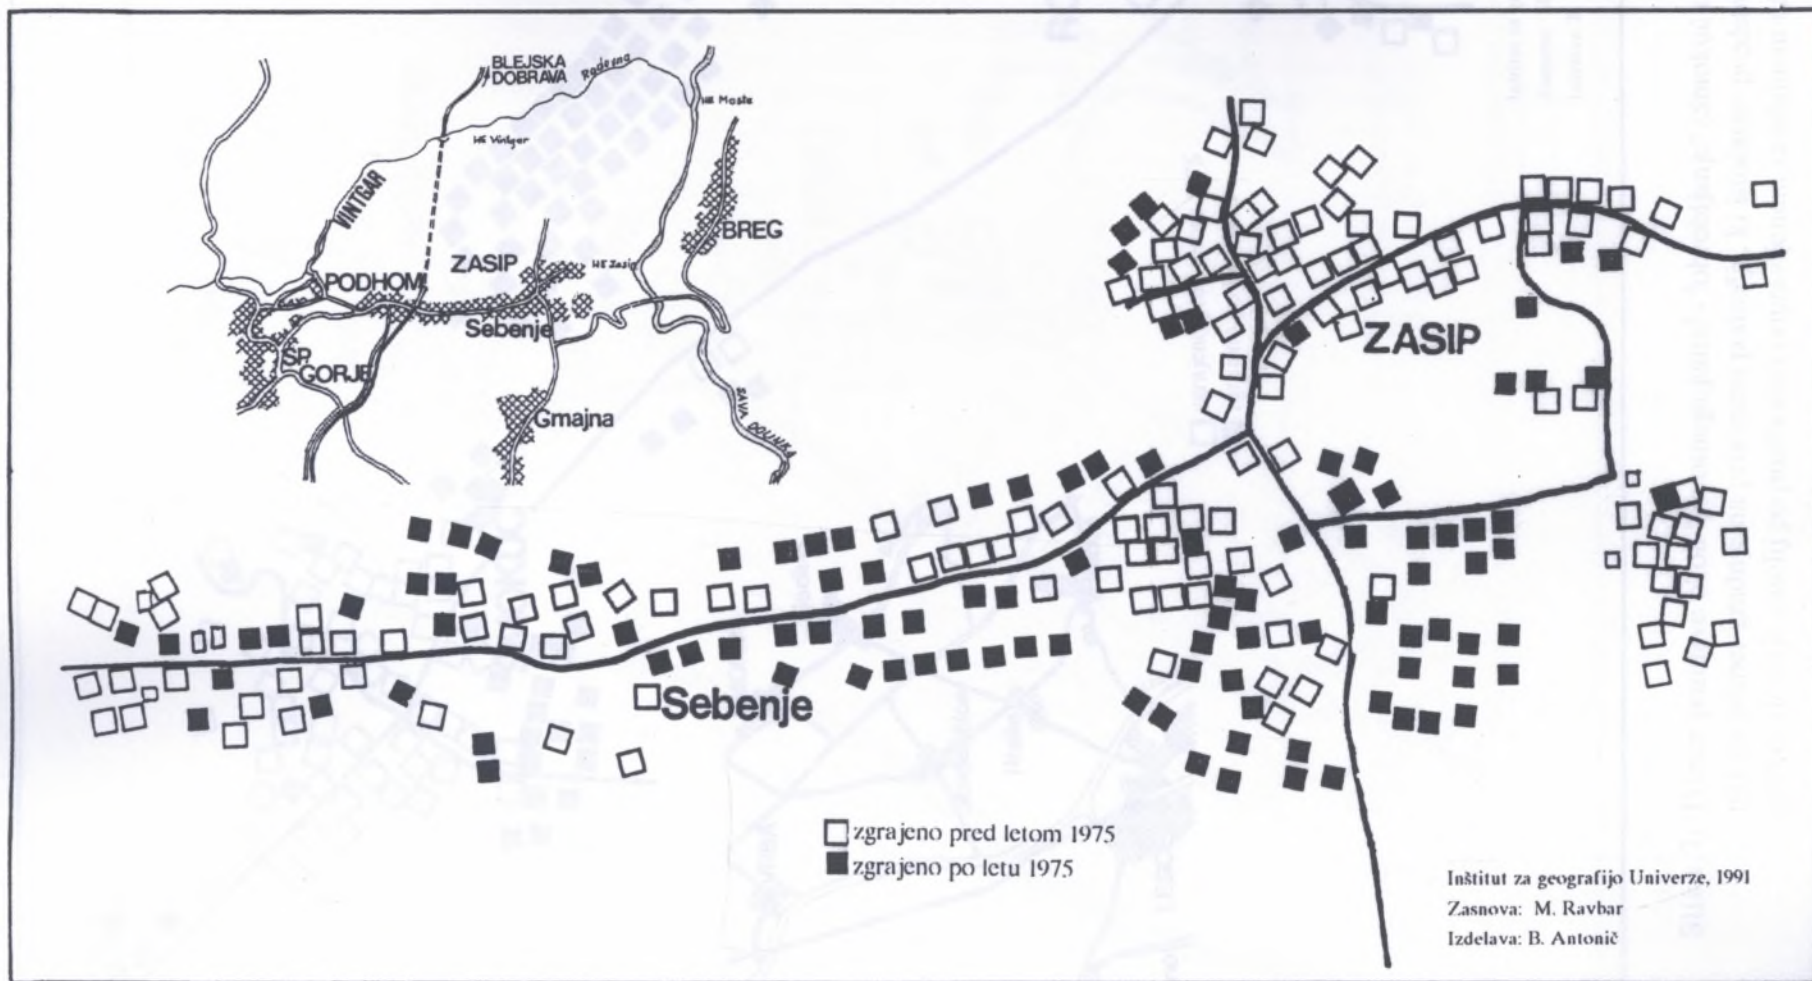 BLEJSKA
DOBRAVA
Radovna
HE Moste
HE Vintgar
VINTGAR
BREG
ZASIP
HE Zasip
PODHOM
Sebenje
SP.
GORJE
Gmajna
SAVA DOLINKA
ZASIP
Sebenje
zgrajeno pred letom 1975
zgrajeno po letu 1975
Inštitut za geografijo Univerze, 1991
Zasnova: M. Ravbar
Izdelava: B. Antonič